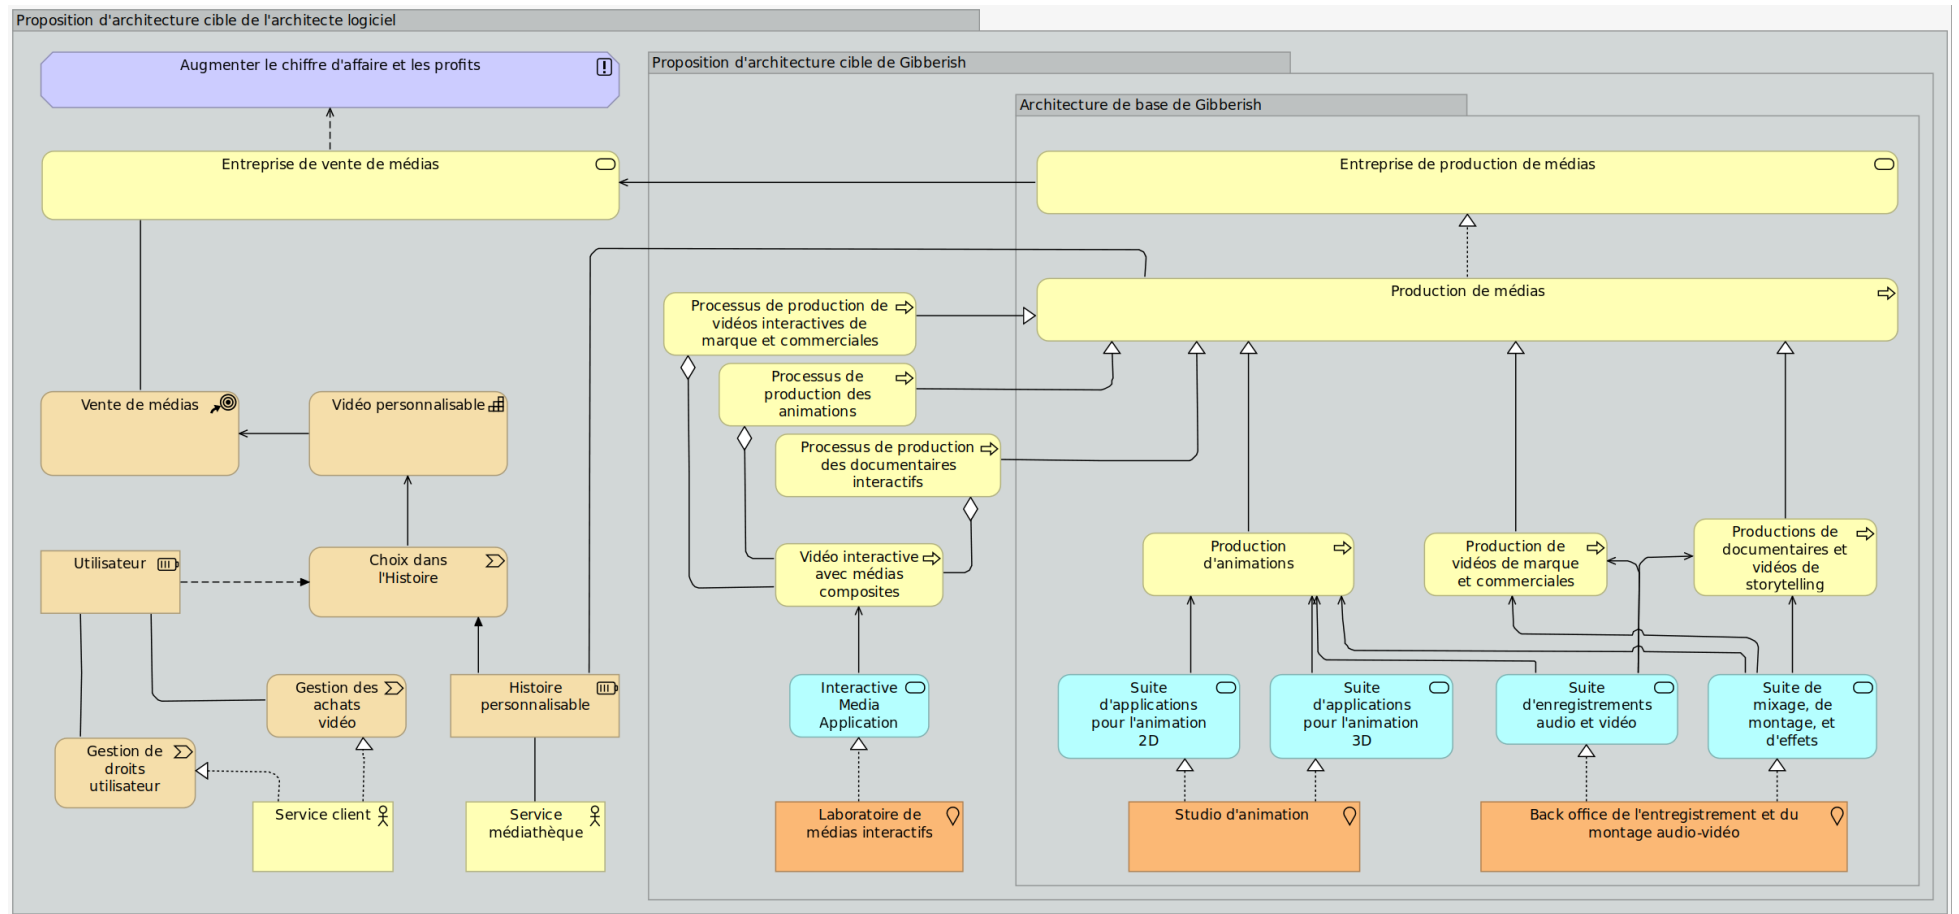 Proposition d'architecture cible de l'architecte logiciel
Augmenter le chiffre d'affaire et les profits
Proposition d'architecture cible de Gibberish
Architecture de base de Gibberish
Entreprise de vente de médias
Entreprise de production de médias
Production de médias
Processus de production de
vidéos interactives de
marque et commerciales
Processus de
production des
animations
Processus de production
des documentaires
interactifs
Vente de médias
Vidéo personnalisable
Utilisateur
Choix dans
l'Histoire
Vidéo interactive
avec médias
composites
Production
d'animations
Production de
vidéos de marque
et commerciales
Productions de
documentaires et
vidéos de
storytelling
Gestion des
achats
vidéo
Histoire
personnalisable
Interactive
Media
Application
Suite
d'applications
pour l'animation
2D
Suite
d'applications
pour l'animation
3D
Suite
d'enregistrements
audio et vidéo
Suite de
mixage, de
montage, et
d'effets
Gestion de
droits
utilisateur
Service client
Service
médiathèque
Laboratoire de
médias interactifs
Studio d'animation
Back office de l'entregistrement et du
montage audio-vidéo